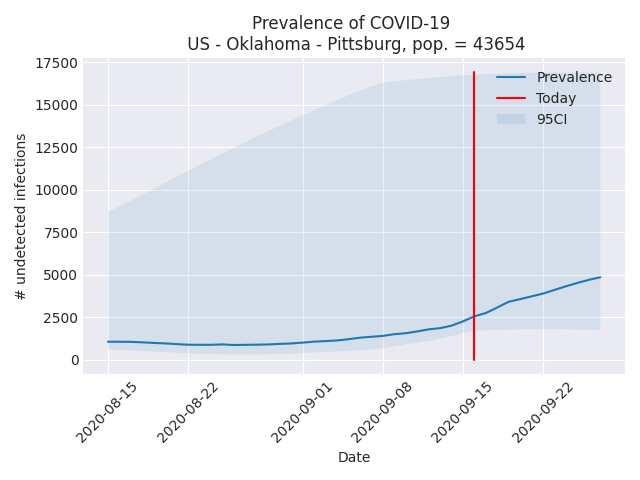 Prevalence of COVID-19
US - Oklahoma - Pittsburg, pop. = 43654
17500
15000
12500
10000
7500
5000
2500
0
# undetected infections
Prevalence
Today
95CI
2020-08-15
2020-08-22
2020-09-01
2020-09-08
2020-09-15
2020-09-22
Date